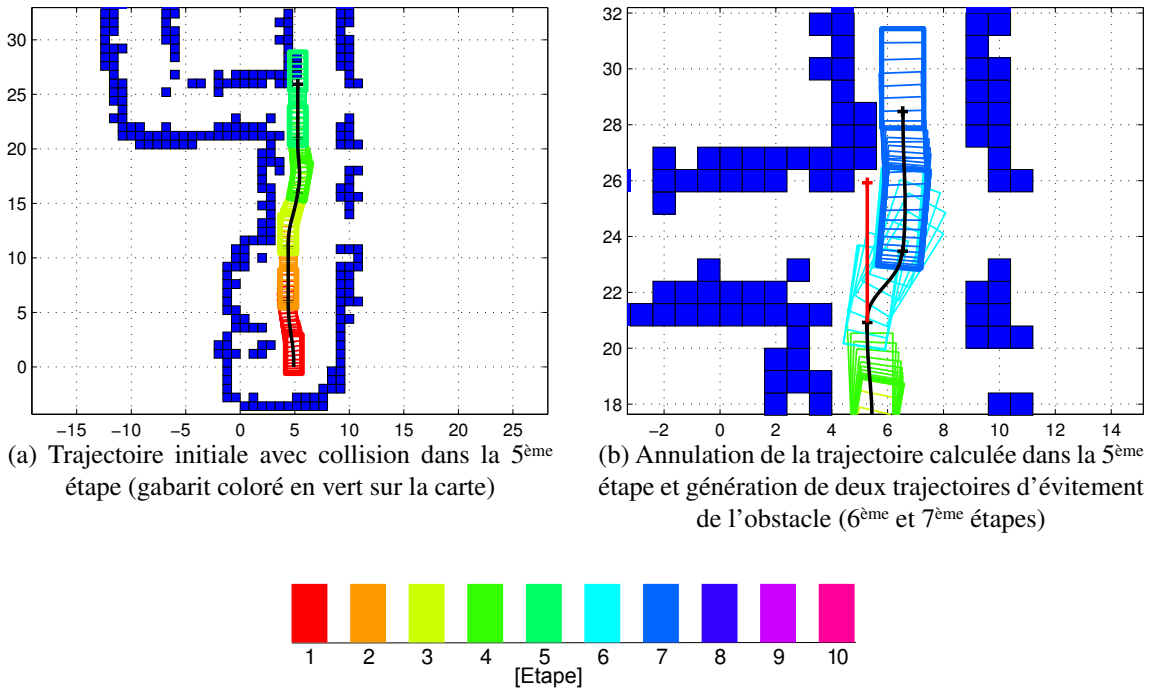 30
25
20
15
10
5
0
−15 −10 −5 0 5 10 15 20 25
32
30
28
26
24
22
20
18
−2 0 2 4 6 8 10 12 14
(a) Trajectoire initiale avec collision dans la 5ème
étape (gabarit coloré en vert sur la carte)
(b) Annulation de la trajectoire calculée dans la 5ème
étape et génération de deux trajectoires d'évitement
de l'obstacle (6ème et 7ème étapes)
1 2 3 4 5 6 7 8 9 10
[Etape]